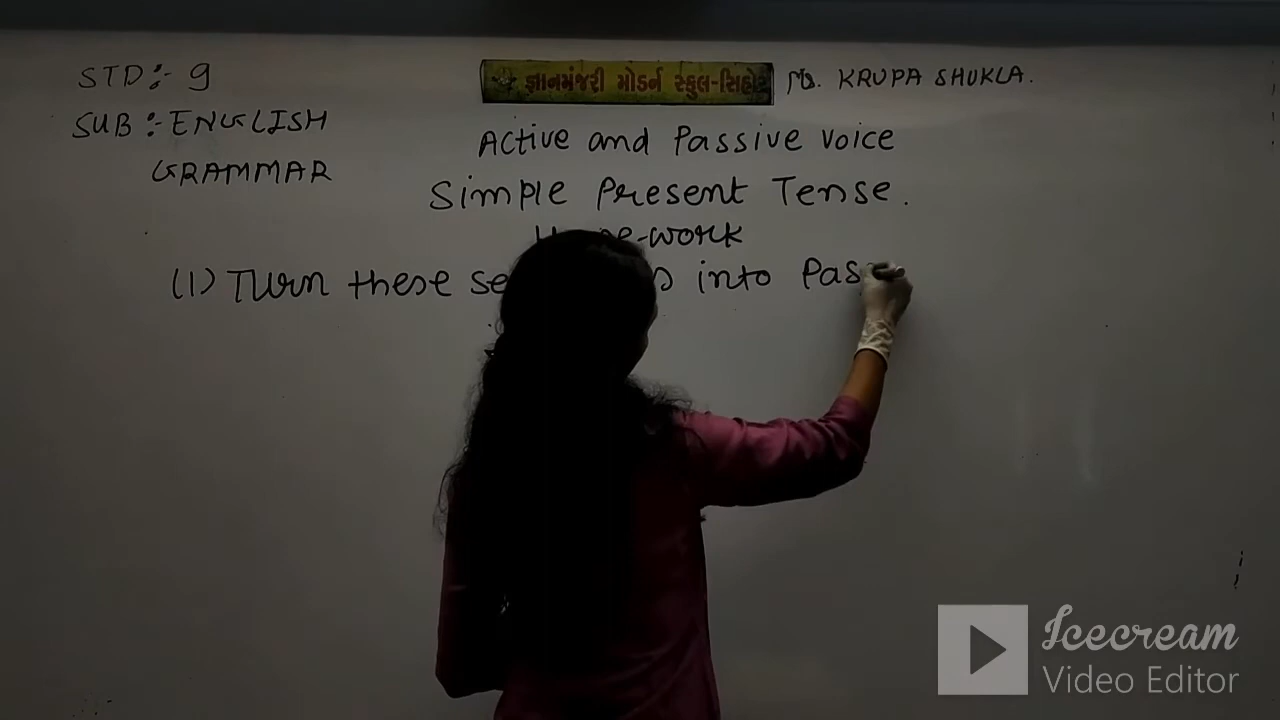 STD:- 9
જ્ઞાનમંજરી મોડર્ન સ્કુલ-સિહોર
KRUPA SHUKLA.
SUB:- ENGLISH
GRAMMAR
Active and Passive Voice
Simple Present Tense.
-work
(1) Turn these into
Icecream
Video Editor